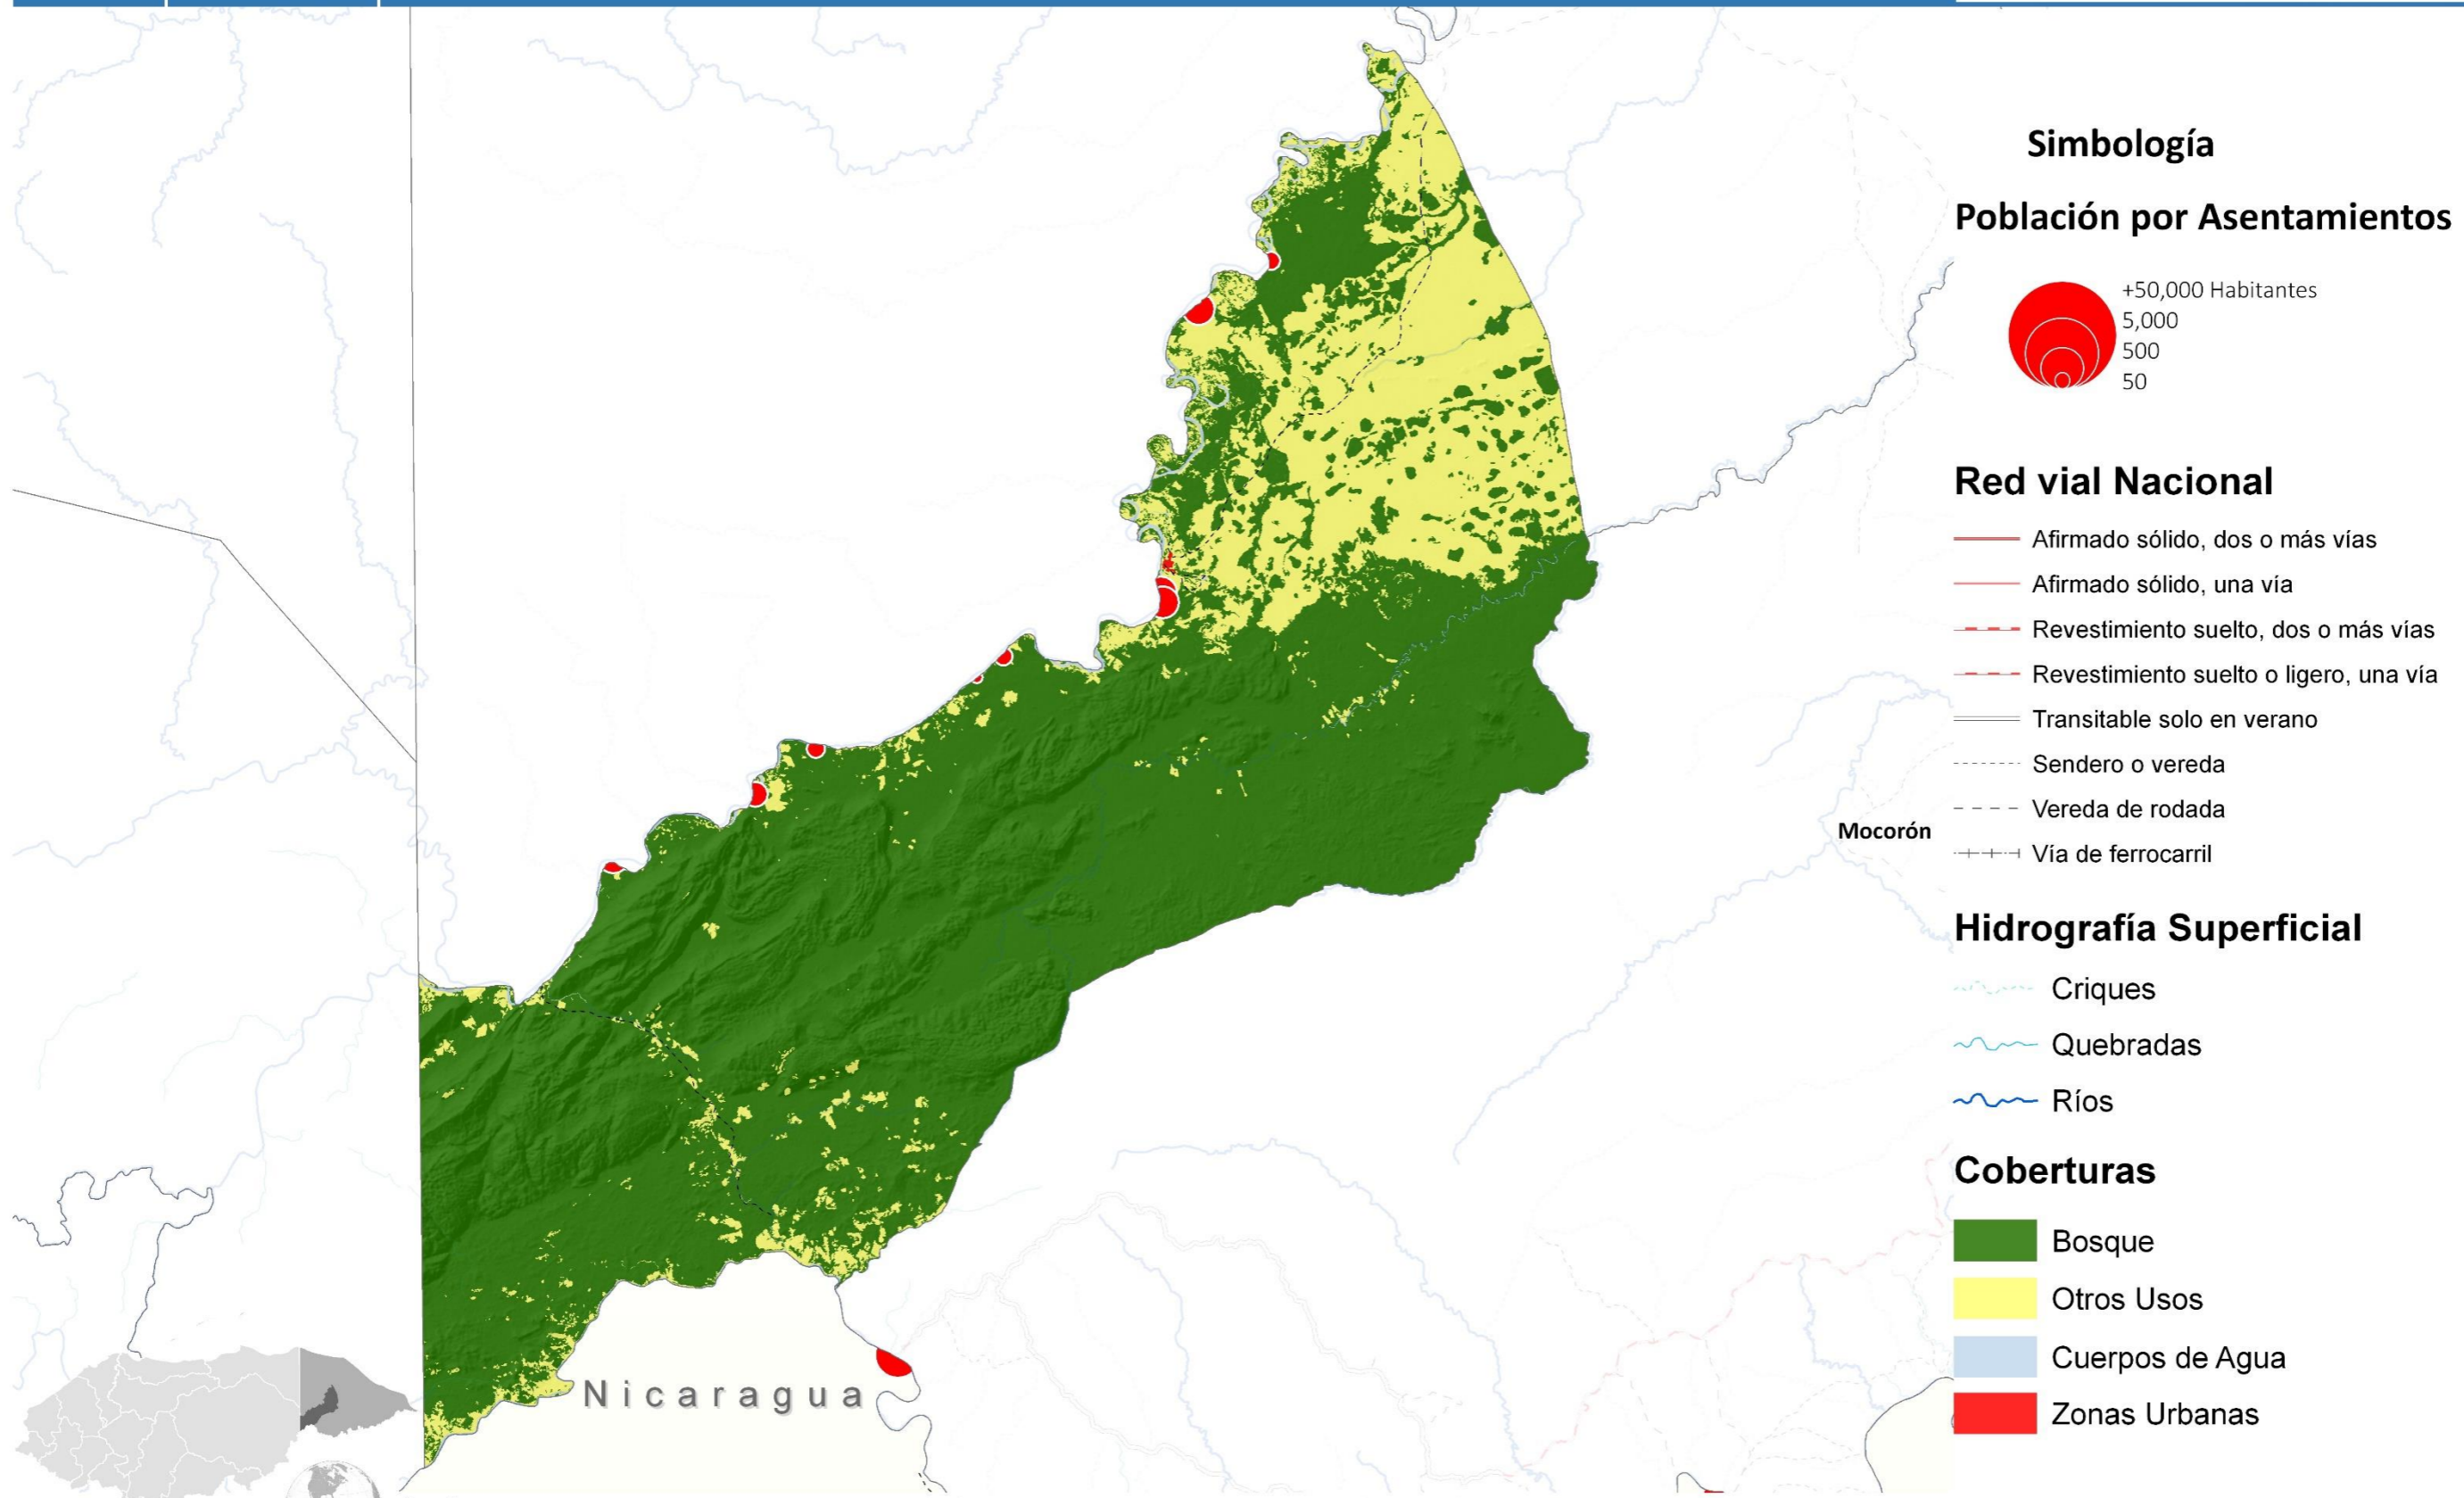 Simbología
Población por Asentamientos
+50,000 Habitantes
5,000
500
50
Red vial Nacional
Afirmado sólido, dos o más vías
Afirmado sólido, una vía
Revestimiento suelto, dos o más vías
Revestimiento suelto o ligero, una vía
Transitable solo en verano
Sendero o vereda
Vereda de rodada
Vía de ferrocarril
Mocorón
Hidrografía Superficial
Criques
Quebradas
Ríos
Coberturas
Bosque
Otros Usos
Cuerpos de Agua
Zonas Urbanas
Nicaragua